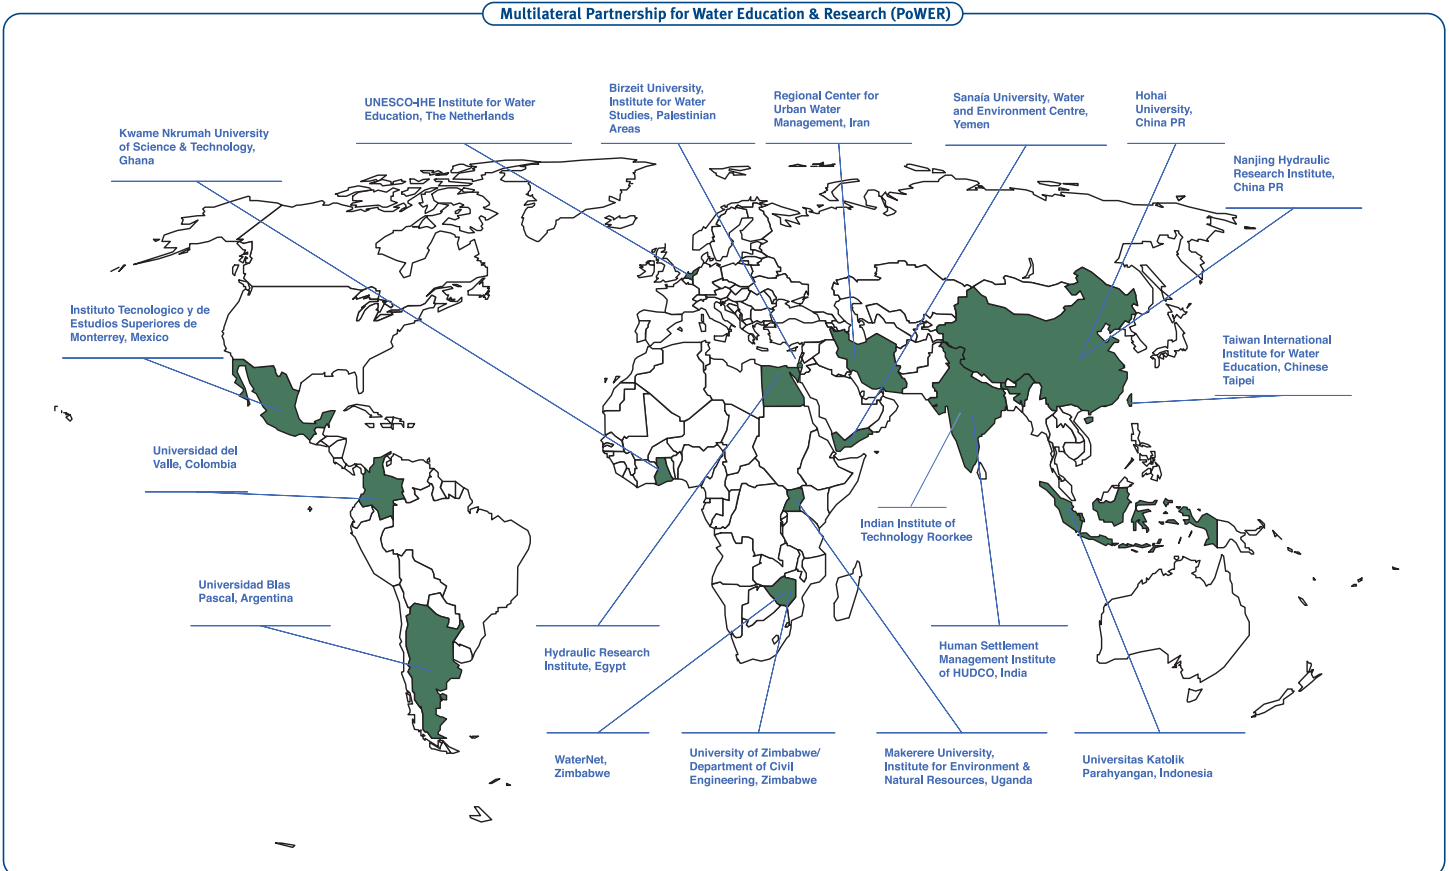 Multilateral Partnership for Water Education & Research (PoWER)
UNESCO-IHE Institute for Water
Education, The Netherlands
Birzeit University,
Institute for Water
Studies, Palestinian
Areas
Regional Center for
Urban Water
Management, Iran
Sanaía University, Water
and Environment Centre,
Yemen
Hohai
University,
China PR
Kwame Nkrumah University
of Science & Technology,
Ghana
Nanjing Hydraulic
Research Institute,
China PR
Instituto Tecnologico y de
Estudios Superiores de
Monterrey, Mexico
Taiwan International
Institute for Water
Education, Chinese
Taipei
Universidad del
Valle, Colombia
Indian Institute of
Technology Roorkee
Universidad Blas
Pascal, Argentina
Hydraulic Research
Institute, Egypt
Human Settlement
Management Institute
of HUDCO, India
WaterNet,
Zimbabwe
University of Zimbabwe/
Department of Civil
Engineering, Zimbabwe
Makerere University,
Institute for Environment &
Natural Resources, Uganda
Universitas Katolik
Parahyangan, Indonesia